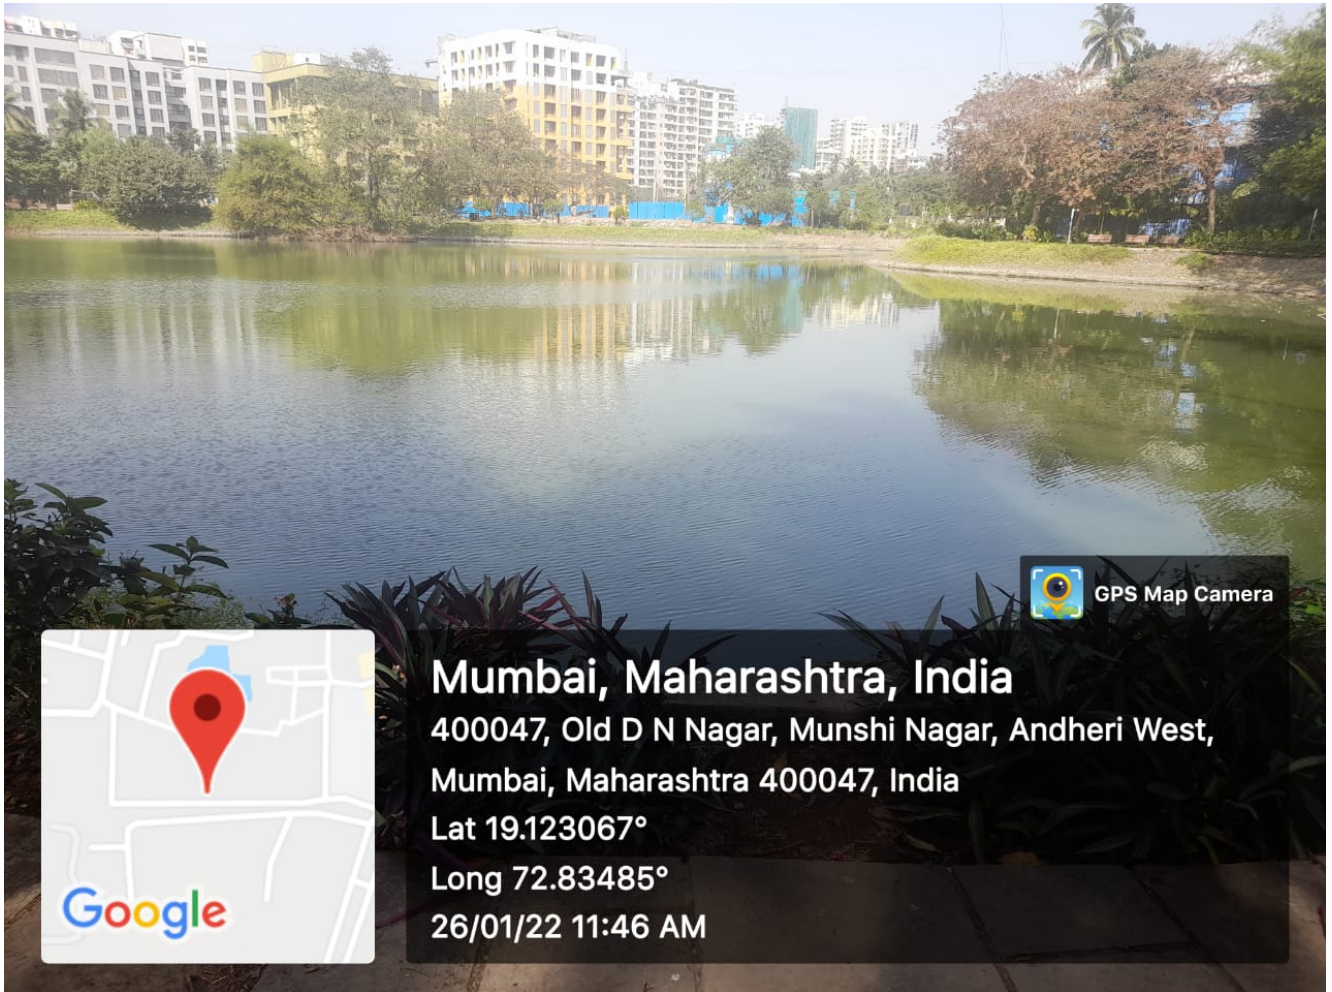 GPS Map Camera
Mumbai, Maharashtra, India
400047, Old D N Nagar, Munshi Nagar, Andheri West,
Mumbai, Maharashtra 400047, India
Lat 19.123067°
Long 72.83485°
26/01/22 11:46 AM
Google